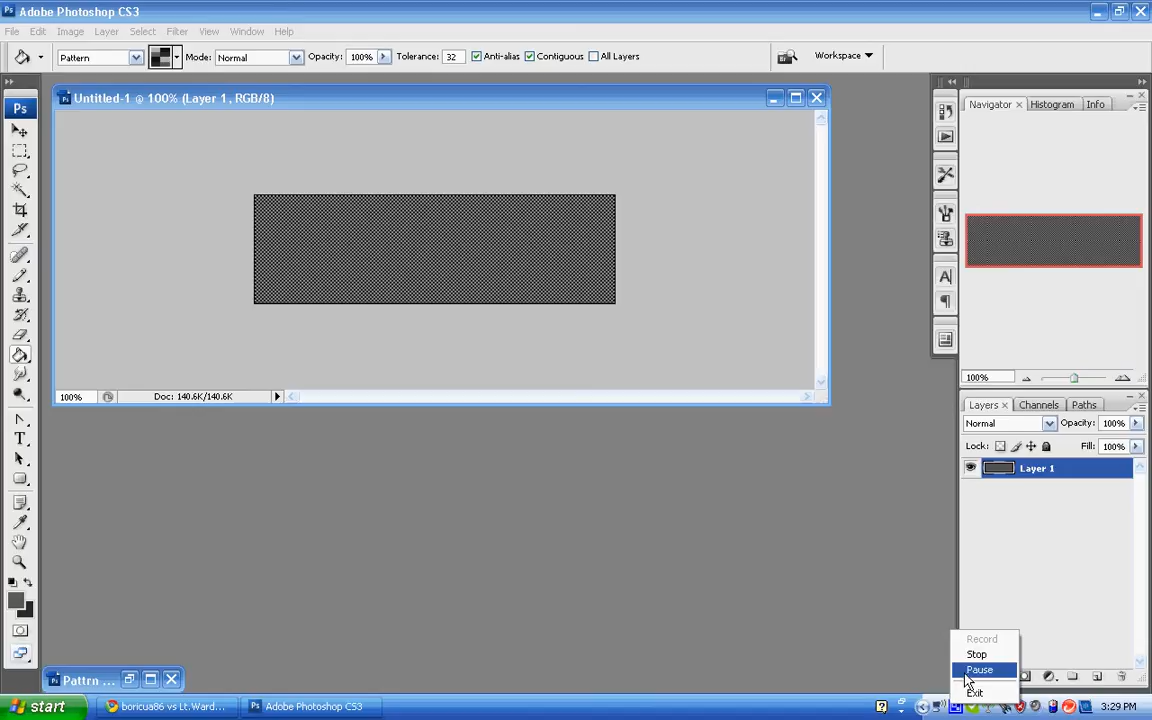 Adobe Photoshop CS3
File Edit Image Layer Select Filter View Window Help
Pattern Mode: Normal Opacity: 100% Tolerance: 32 Anti-alias Contiguous All Layers Workspace
Ps
Untitled-1 @ 100% (Layer 1, RGB/8)
Navigator × Histogram Info
100% Doc: 140.6K/140.6K
100%
Layers × Channels Paths
Normal Opacity: 100%
Lock: Fill: 100%
Layer 1
Record
Stop
Pause
Exit
Pattrn ...
start boricua86 vs Lt.Ward... Adobe Photoshop CS3 3:29 PM